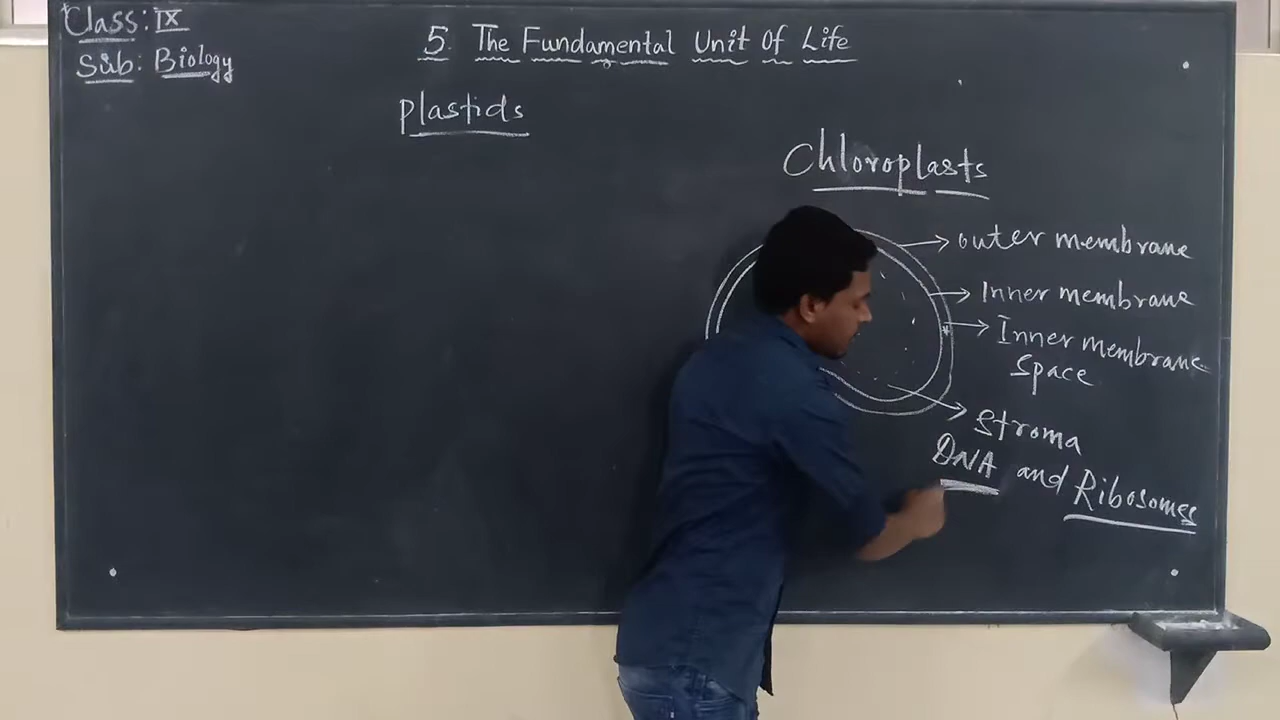 Class: IX
Sub: Biology
5. The Fundamental Unit Of Life
Plastids
Chloroplasts
outer membrane
Inner membrane
Inner membrane
Space
Stroma
DNA and Ribosomes